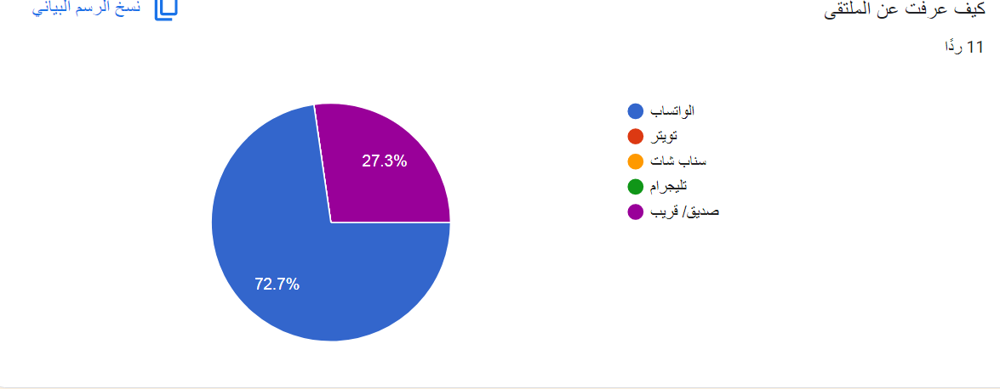 كيف عرفت عن الملتقى
نسخ الرسم البياني
11 ردًا
الواتساب
تويتر
سناب شات
تليجرام
صديق/ قريب
27.3%
72.7%